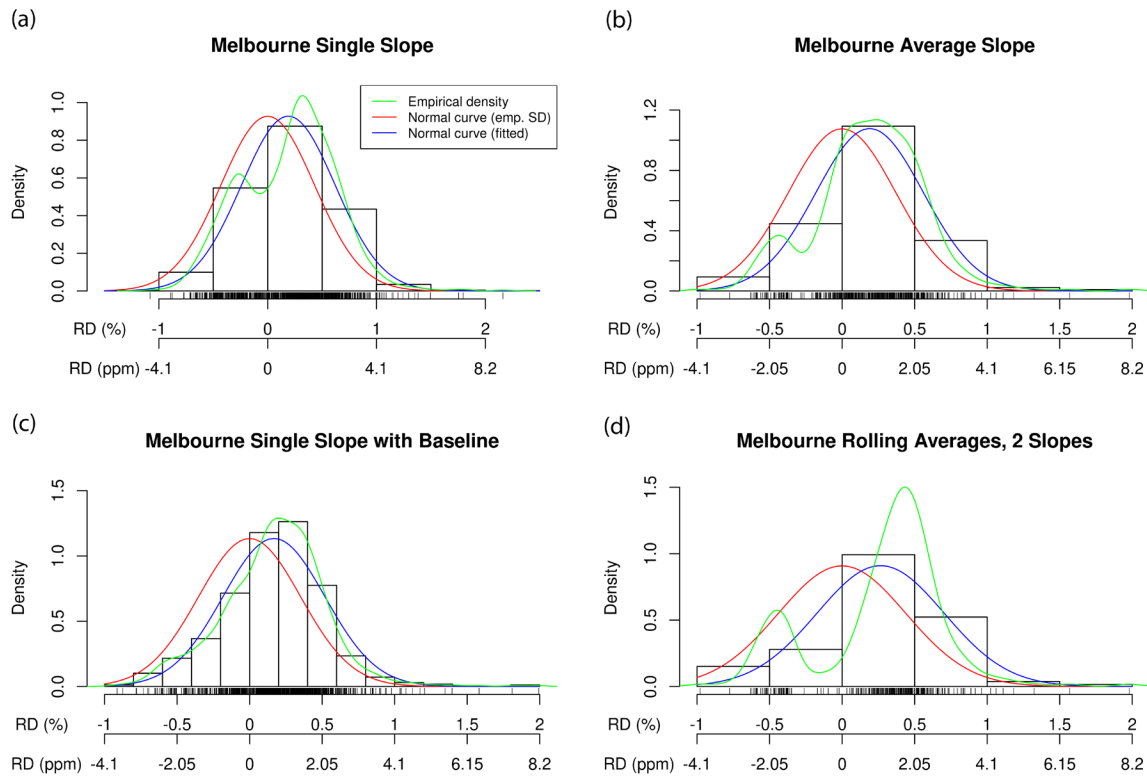 (a)
Melbourne Single Slope
Empirical density
Normal curve (emp. SD)
Normal curve (fitted)
Density
0.0 0.2 0.4 0.6 0.8 1.0
RD (%) -1 0 1 2
RD (ppm) -4.1 0 4.1 8.2
(b)
Melbourne Average Slope
Density
0.0 0.4 0.8 1.2
RD (%) -1 -0.5 0 0.5 1 1.5 2
RD (ppm) -4.1 -2.05 0 2.05 4.1 6.15 8.2
(c)
Melbourne Single Slope with Baseline
Density
0.0 0.5 1.0 1.5
RD (%) -1 -0.5 0 0.5 1 1.5 2
RD (ppm) -4.1 -2.05 0 2.05 4.1 6.15 8.2
(d)
Melbourne Rolling Averages, 2 Slopes
Density
0.0 0.5 1.0 1.5
RD (%) -1 -0.5 0 0.5 1 1.5 2
RD (ppm) -4.1 -2.05 0 2.05 4.1 6.15 8.2